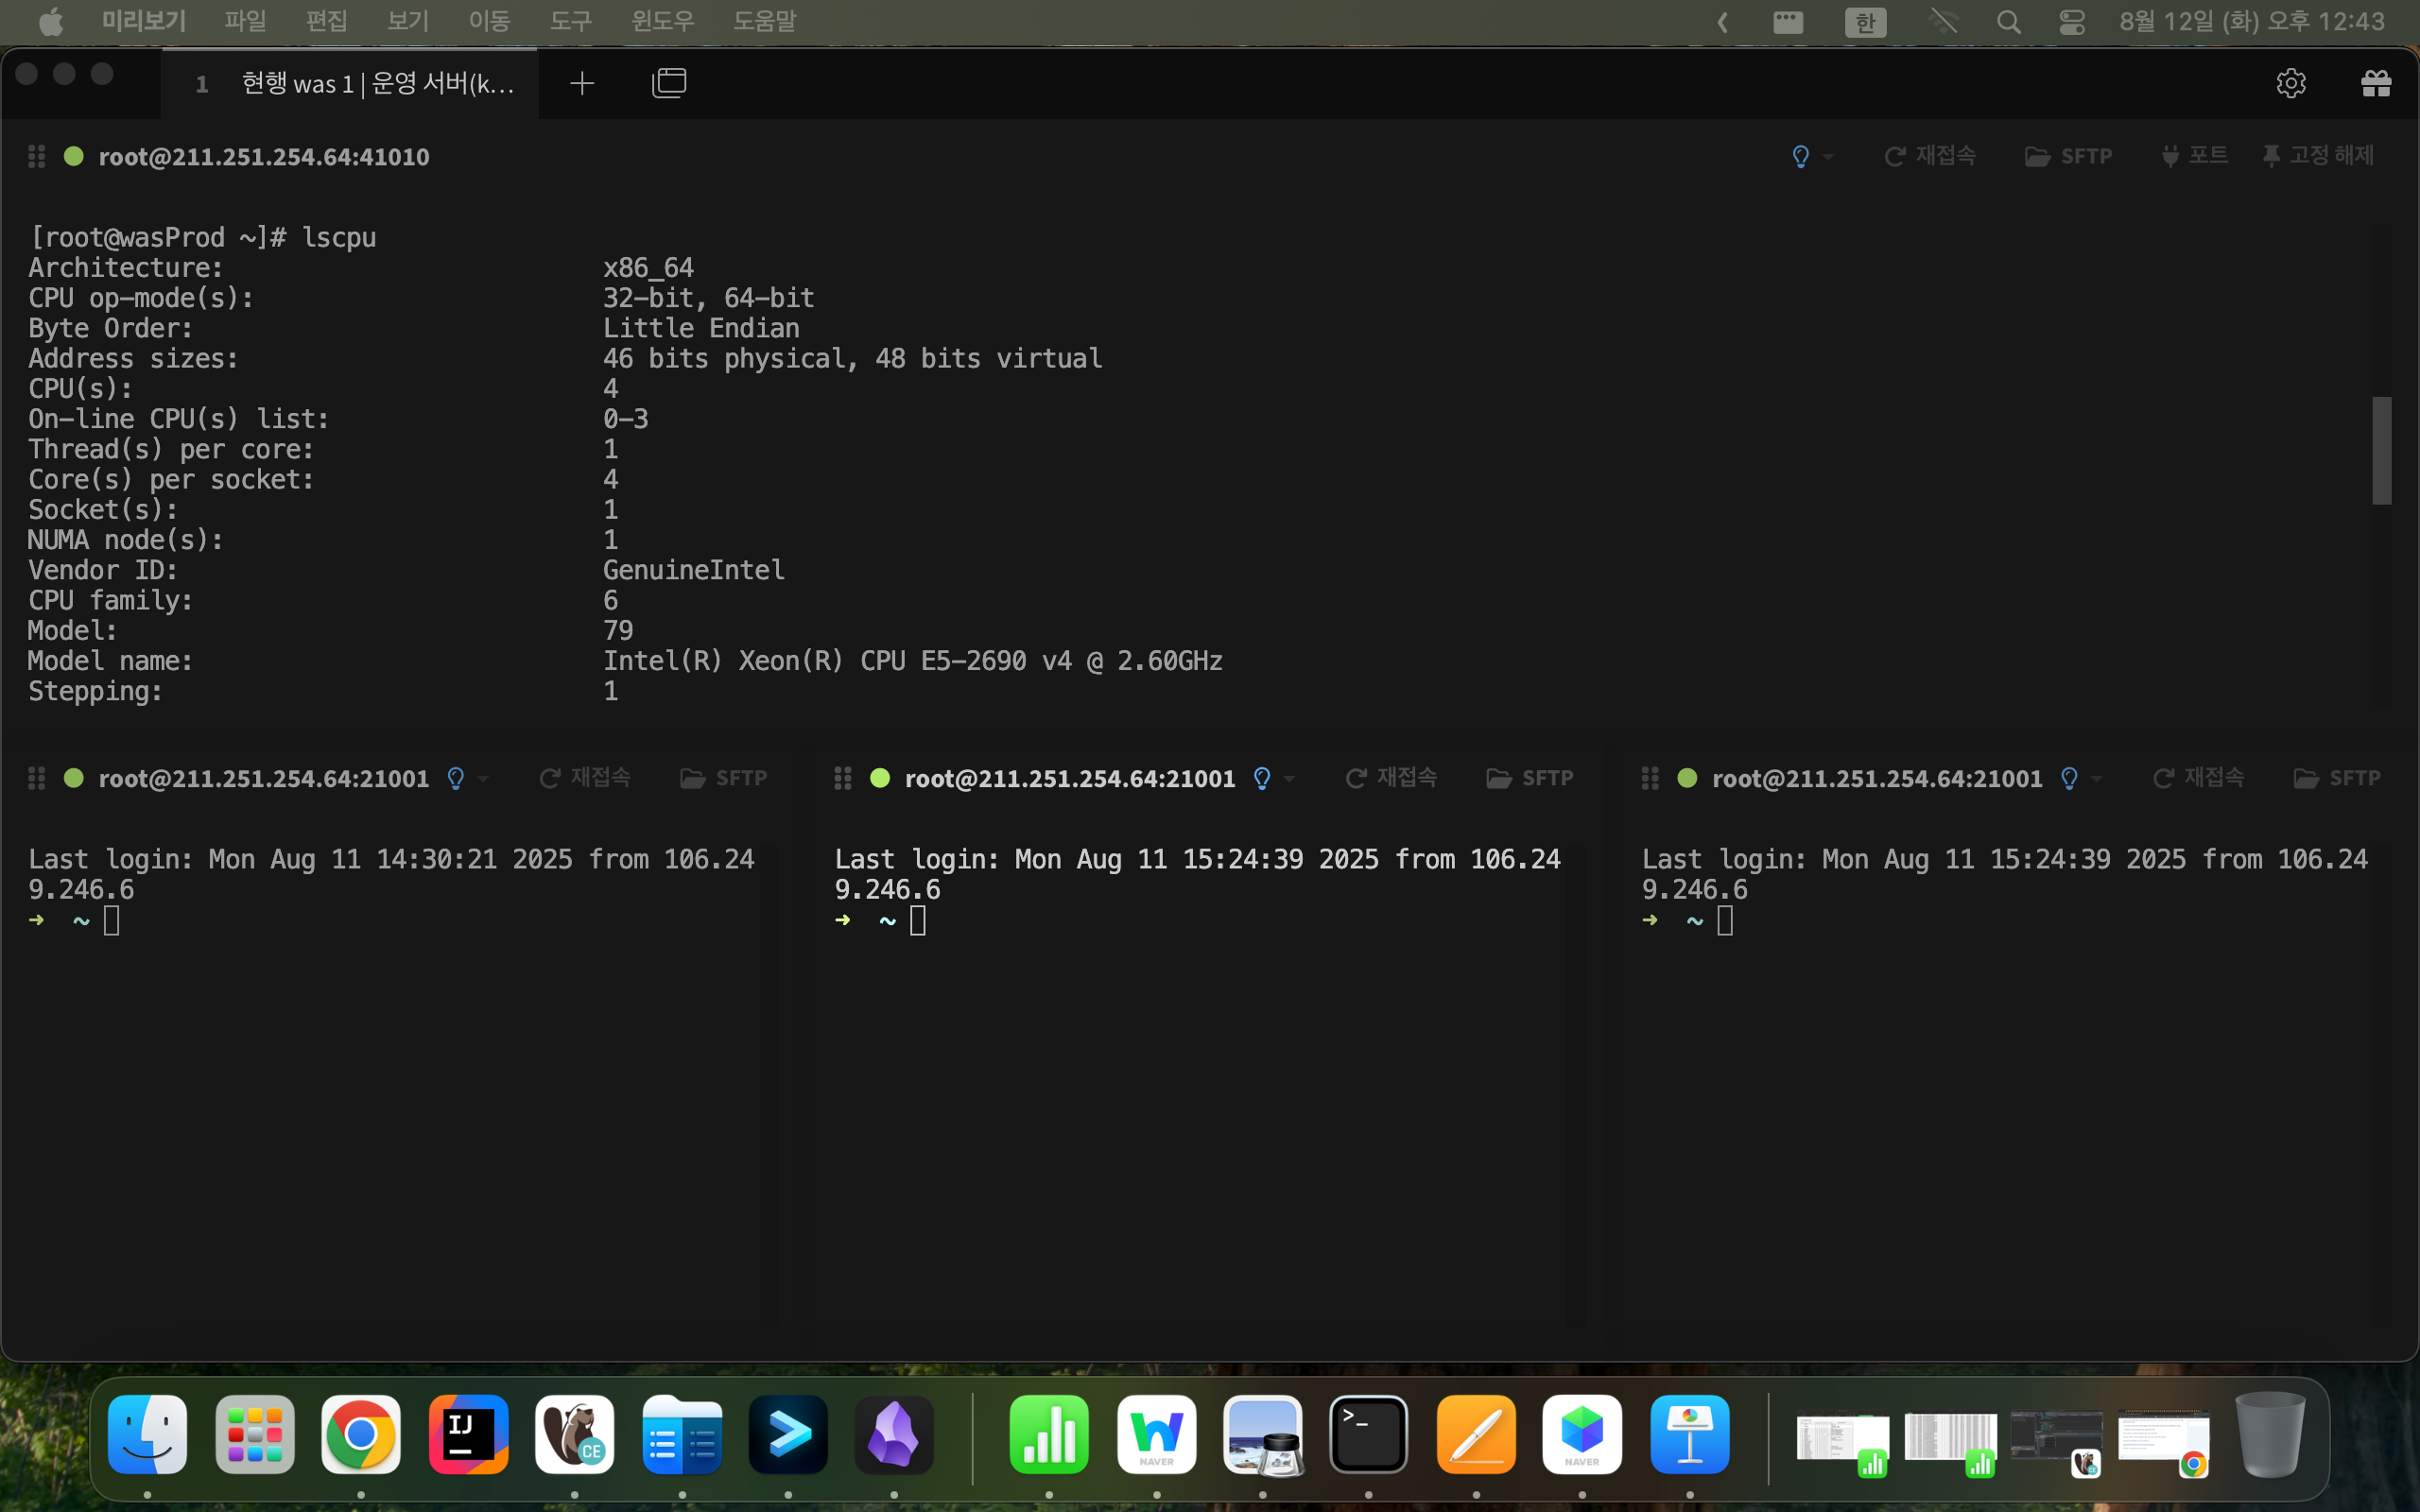 미리보기 파일 편집 보기 이동 도구 윈도우 도움말 한 8월 12일 (화) 오후 12:43
1 현행 was 1 | 운영 서버(k...
root@211.251.254.64:41010 재접속 SFTP 포트 고정 해제
[root@wasProd ~]# lscpu
Architecture: x86_64
CPU op-mode(s): 32-bit, 64-bit
Byte Order: Little Endian
Address sizes: 46 bits physical, 48 bits virtual
CPU(s): 4
On-line CPU(s) list: 0-3
Thread(s) per core: 1
Core(s) per socket: 4
Socket(s): 1
NUMA node(s): 1
Vendor ID: GenuineIntel
CPU family: 6
Model: 79
Model name: Intel(R) Xeon(R) CPU E5-2690 v4 @ 2.60GHz
Stepping: 1
root@211.251.254.64:21001 재접속 SFTP
Last login: Mon Aug 11 14:30:21 2025 from 106.24
9.246.6
➜ ~
root@211.251.254.64:21001 재접속 SFTP
Last login: Mon Aug 11 15:24:39 2025 from 106.24
9.246.6
➜ ~
root@211.251.254.64:21001 재접속 SFTP
Last login: Mon Aug 11 15:24:39 2025 from 106.24
9.246.6
➜ ~
IJ
CE
NAVER
>_
NAVER